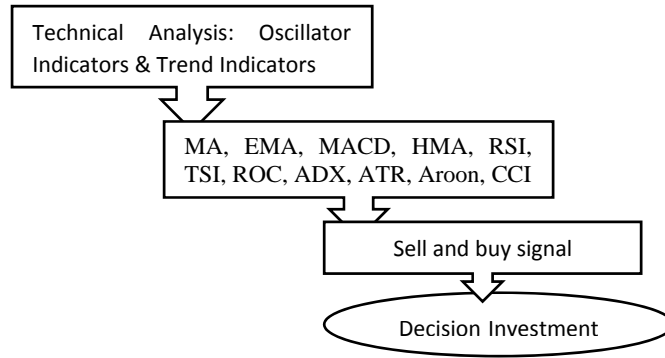 Technical Analysis: Oscillator
Indicators & Trend Indicators
MA, EMA, MACD, HMA, RSI,
TSI, ROC, ADX, ATR, Aroon, CCI
Sell and buy signal
Decision Investment